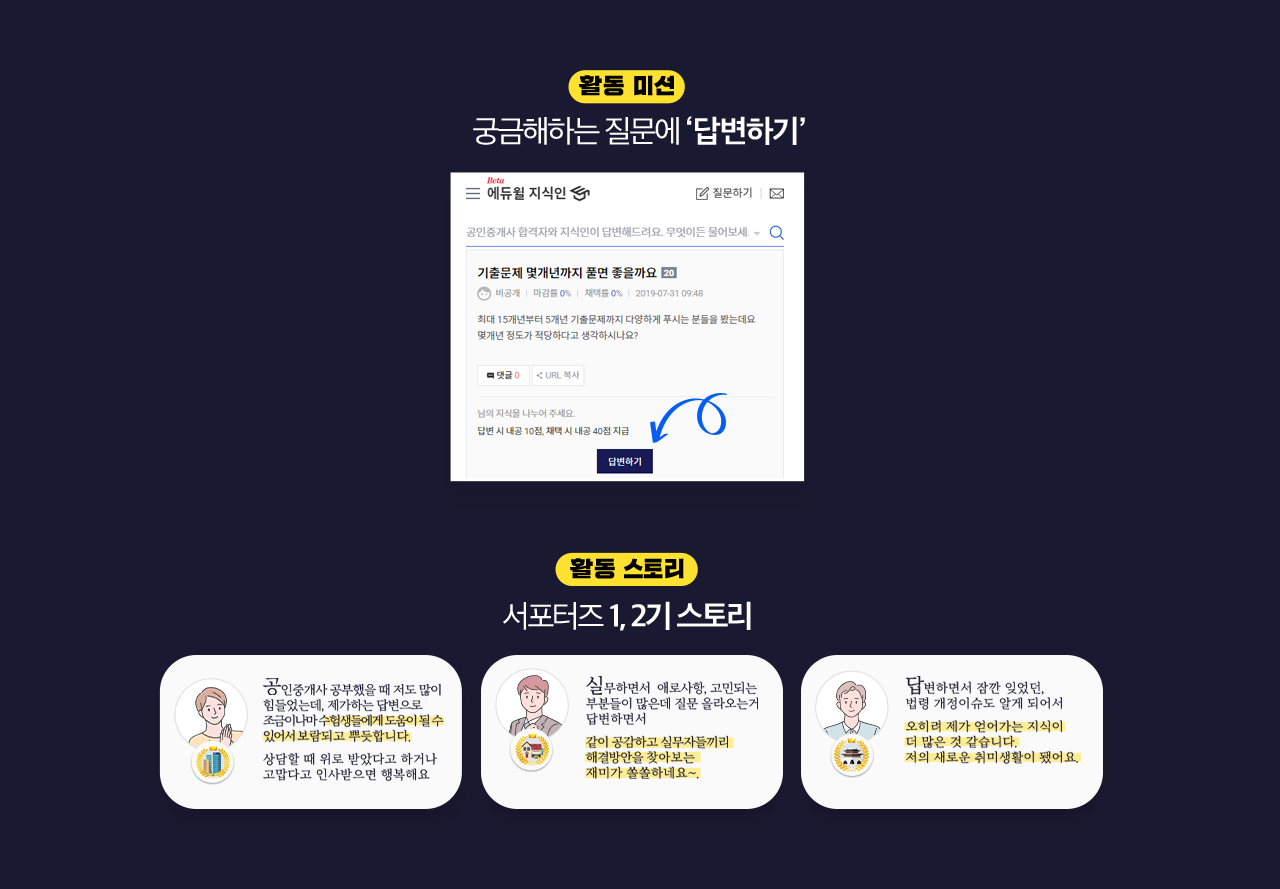 활동 미션
궁금해하는 질문에 ‘답변하기’
Beta
에듀윌 지식인
질문하기
공인중개사 합격자와 지식인이 답변해드려요. 무엇이든 물어보세.
기출문제 몇개년까지 풀면 좋을까요 20
비공개 | 마감률 0% | 채택률 0% | 2019-07-31 09:48
최대 15개년부터 5개년 기출문제까지 다양하게 푸시는 분들을 봤는데요
몇개년 정도가 적당하다고 생각하시나요?
댓글 0 URL 복사
님의 지식을 나누어 주세요.
답변 시 내공 10점, 채택 시 내공 40점 지급
답변하기
활동 스토리
서포터즈 1, 2기 스토리
공인중개사 공부했을 때 저도 많이
힘들었는데, 제가하는 답변으로
조금이나마 수험생들에게 도움이 될 수
있어서 보람되고 뿌듯합니다.
상담할 때 위로 받았다고 하거나
고맙다고 인사받으면 행복해요
실무하면서 애로사항, 고민되는
부분들이 많은데 질문 올라오는거
답변하면서
같이 공감하고 실무자들끼리
해결방안을 찾아보는
재미가 쏠쏠하네요~.
답변하면서 잠깐 잊었던,
법령 개정이슈도 알게 되어서
오히려 제가 얻어가는 지식이
더 많은 것 같습니다.
저의 새로운 취미생활이 됐어요.